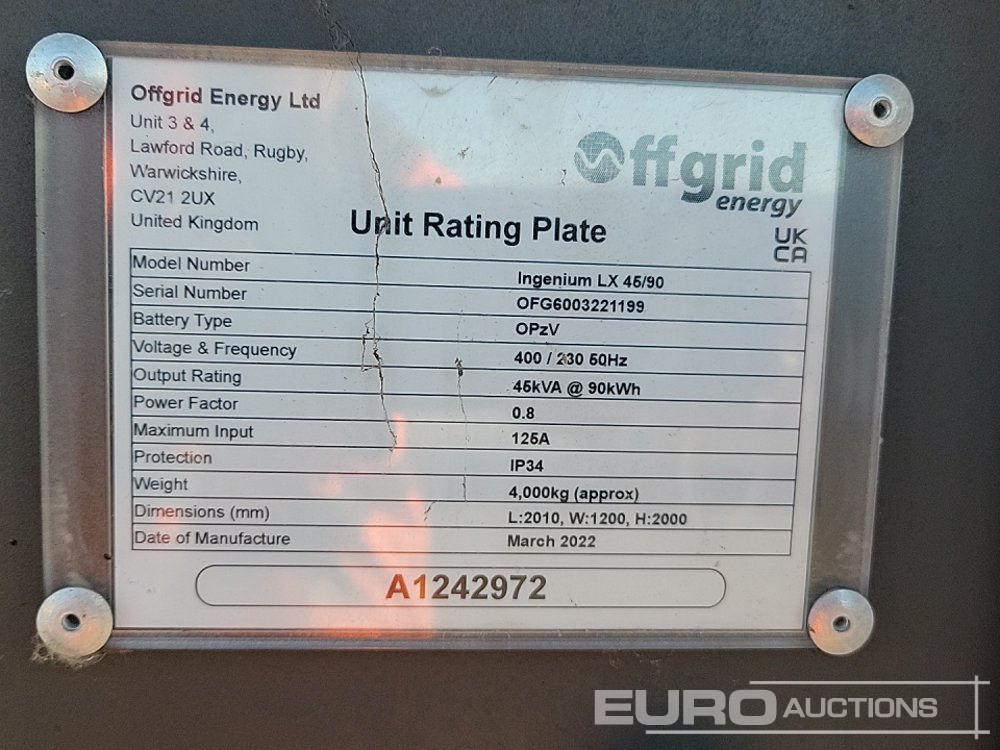 Offgrid Energy Ltd
Unit 3 & 4,
Lawford Road, Rugby,
Warwickshire,
CV21 2UX
United Kingdom
Offgrid
energy
Unit Rating Plate
UK
CA
Model Number Ingenium LX 45/90
Serial Number OFG6003221199
Battery Type OPzV
Voltage & Frequency 400 / 230 50Hz
Output Rating 45kVA @ 90kWh
Power Factor 0.8
Maximum Input 125A
Protection IP34
Weight 4,000kg (approx)
Dimensions (mm) L:2010, W:1200, H:2000
Date of Manufacture March 2022
A1242972
EURO AUCTIONS